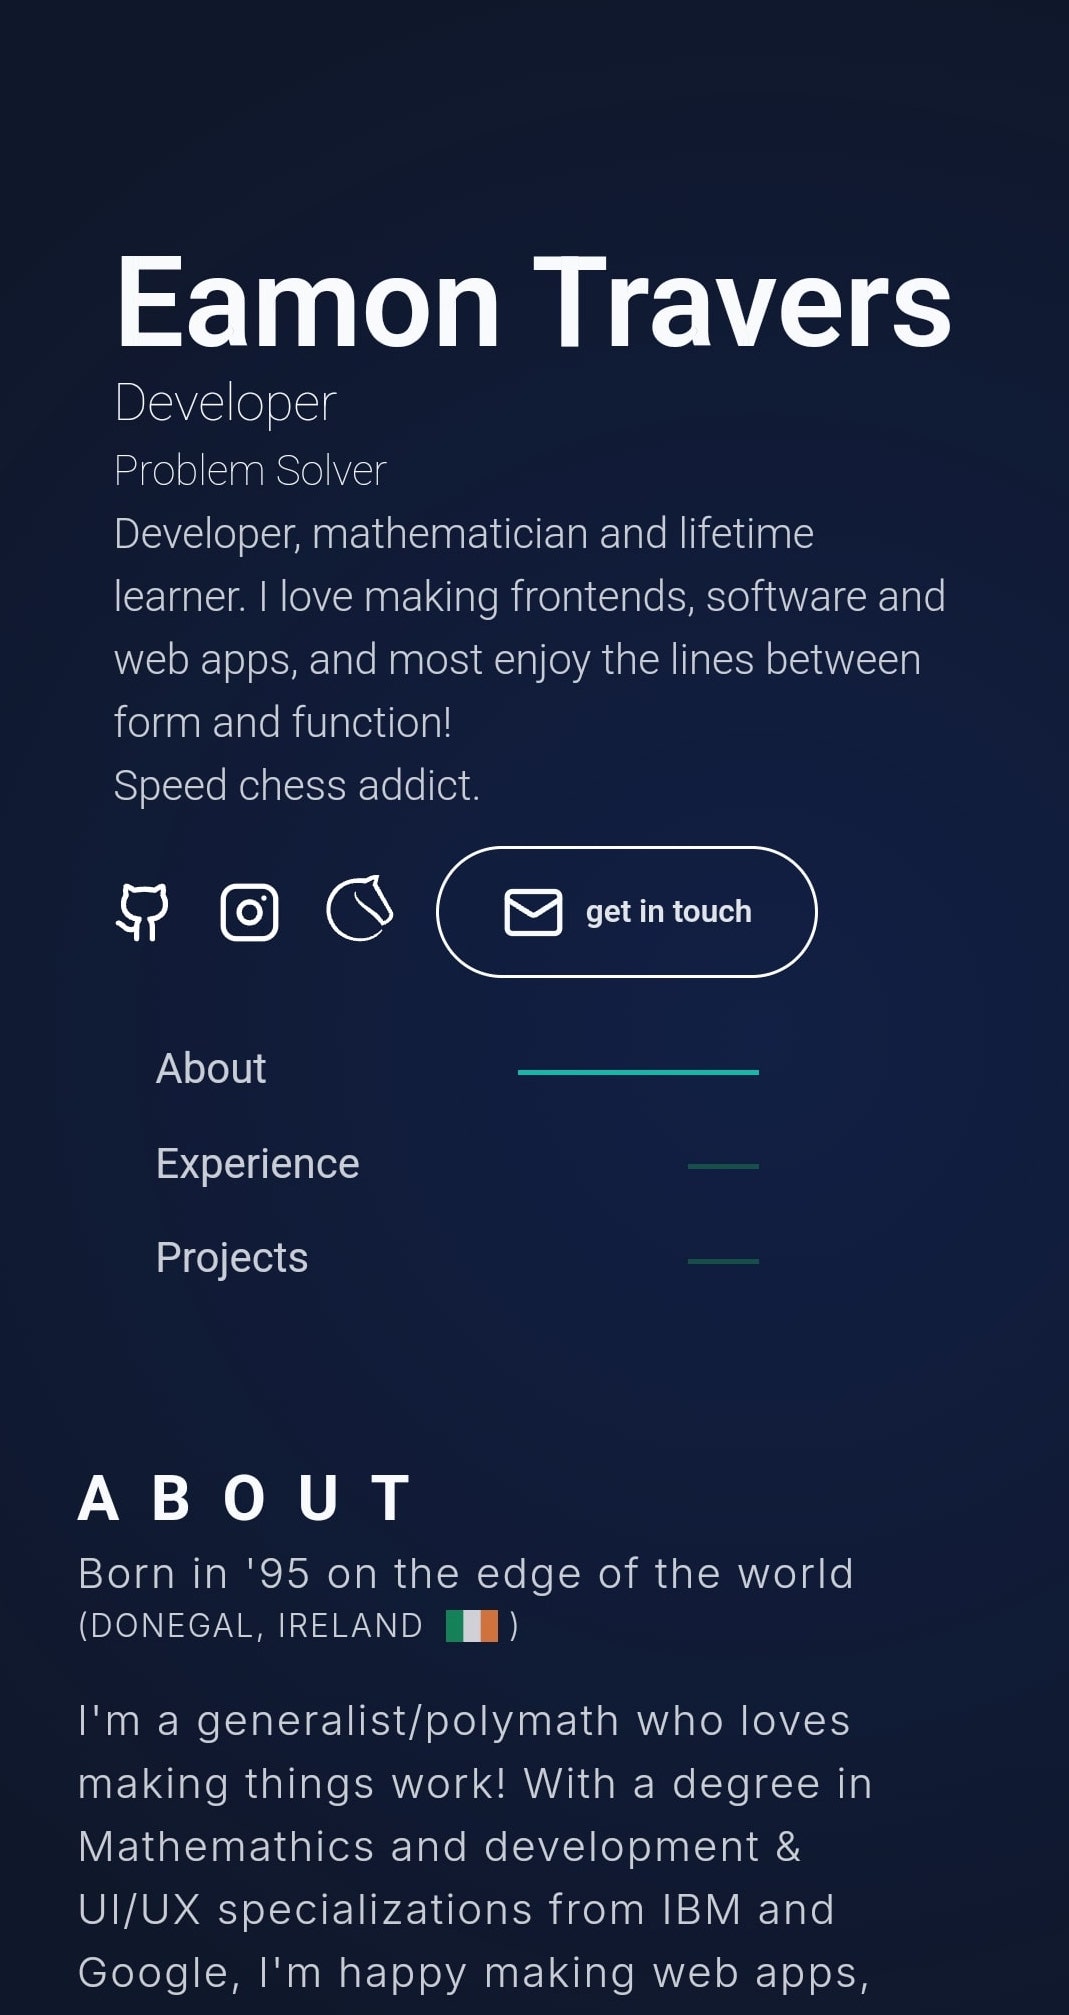 Eamon Travers
Developer
Problem Solver
Developer, mathematician and lifetime
learner. I love making frontends, software and
web apps, and most enjoy the lines between
form and function!
Speed chess addict.
get in touch
About
Experience
Projects
ABOUT
Born in '95 on the edge of the world
(DONEGAL, IRELAND 🇮🇪 )
I'm a generalist/polymath who loves
making things work! With a degree in
Mathemathics and development &
UI/UX specializations from IBM and
Google, I'm happy making web apps,